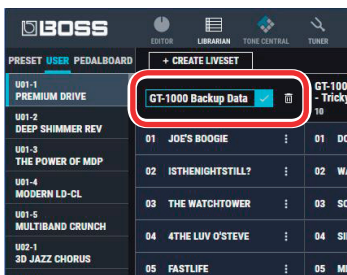 BOSS
EDITOR LIBRARIAN TONE CENTRAL TUNER
PRESET USER PEDALBOARD
+ CREATE LIVESET
U01-1
PREMIUM DRIVE
U01-2
DEEP SHIMMER REV
U01-3
THE POWER OF MDP
U01-4
MODERN LD-CL
U01-5
MULTIBAND CRUNCH
U02-1
3D JAZZ CHORUS
GT-1000 Backup Data
01 JOE'S BOOGIE
02 ISTHENIGHTSTILL?
03 THE WATCHTOWER
04 4THE LUV O'STEVE
05 FASTLIFE
GT-100
- Tricky
10
01
02
03
04
05